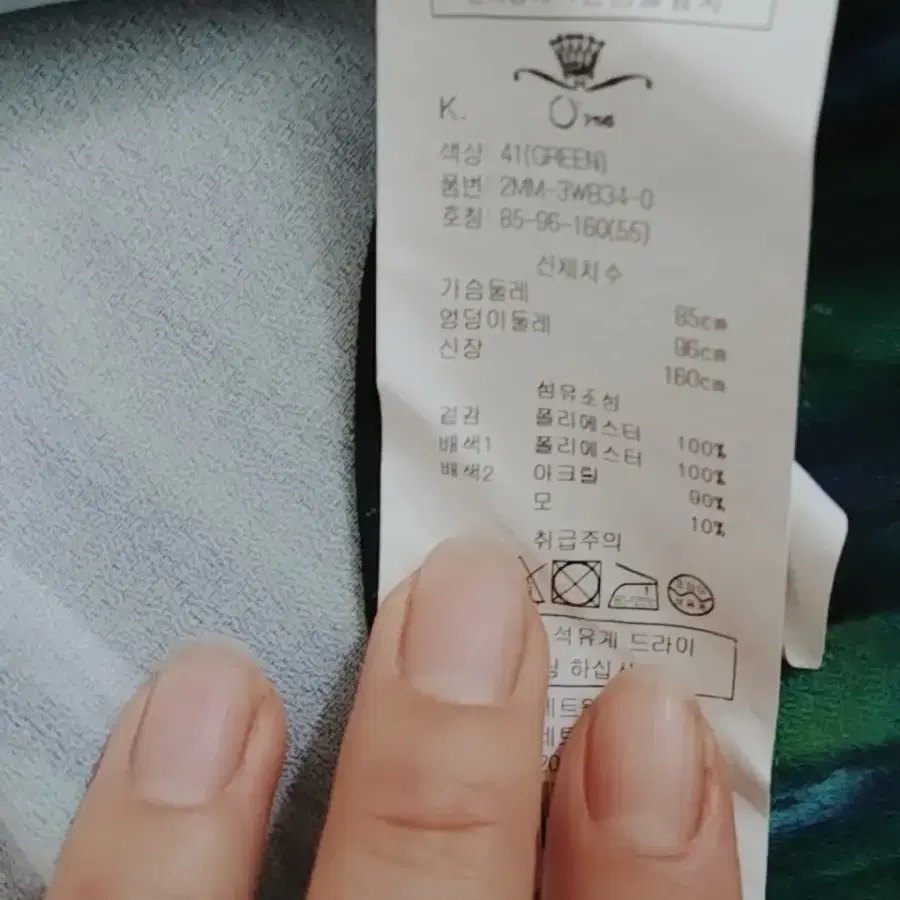 K.
색상 41(GREEN)
품번 2MM-3WB34-0
호칭 85-96-160(55)
신체치수
가슴둘레 85cm
엉덩이둘레 96cm
신장 160cm
섬유조성
겉감 폴리에스터 100%
배색1 폴리에스터 100%
배색2 아크릴 90%
모 10%
취급주의
석유계 드라이
하십시